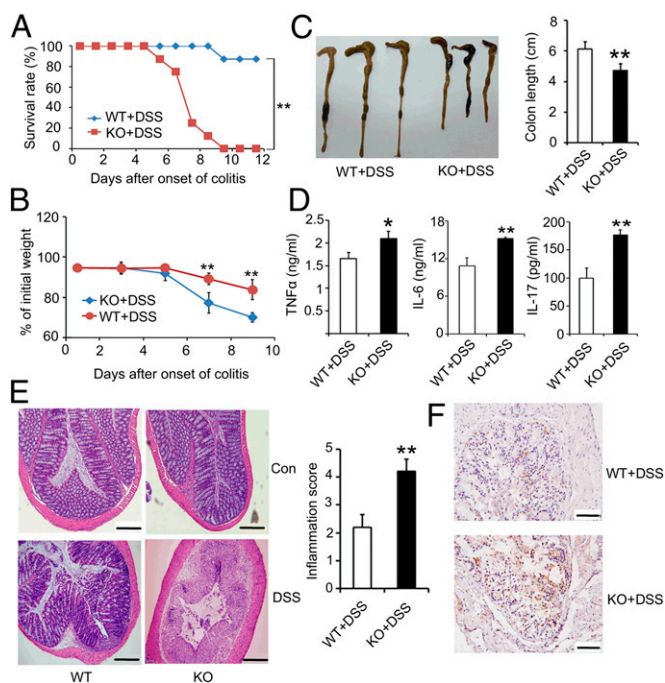 A
Survival rate (%)
100
80
60
40
20
0
WT+DSS
KO+DSS
**
0 2 4 6 8 10 12
Days after onset of colitis
B
% of initial weight
120
100
80
60
** **
KO+DSS
WT+DSS
0 2 4 6 8 10
Days after onset of colitis
C
WT+DSS KO+DSS
Colon length (cm)
8
6
4
2
0
**
WT+DSS
KO+DSS
D
TNFα (ng/ml)
2.5
2
1.5
1
0.5
0
*
WT+DSS
KO+DSS
IL-6 (ng/ml)
20
15
10
5
0
**
WT+DSS
KO+DSS
IL-17 (pg/ml)
200
150
100
50
0
**
WT+DSS
KO+DSS
E
Con
DSS
WT KO
Inflammation score
6
5
4
3
2
1
0
**
WT+DSS
KO+DSS
F
WT+DSS
KO+DSS